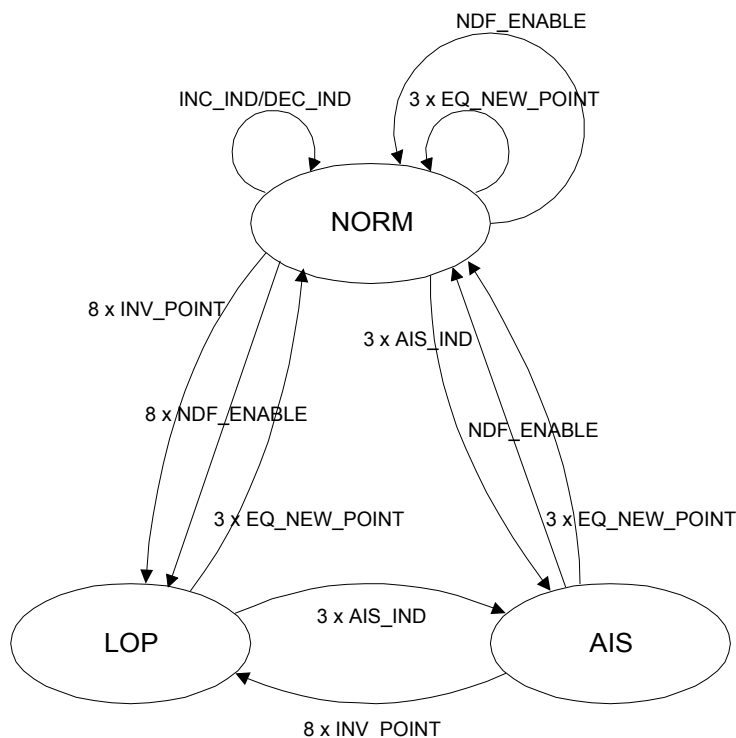 NDF_ENABLE
INC_IND/DEC_IND
3 x EQ_NEW_POINT
NORM
8 x INV_POINT
3 x AIS_IND
8 x NDF_ENABLE
NDF_ENABLE
3 x EQ_NEW_POINT
3 x EQ_NEW_POINT
LOP
3 x AIS_IND
AIS
8 x INV_POINT